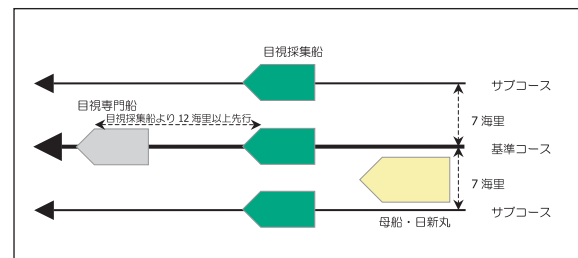 目視採集船
サブコース
目視専門船
目視採集船より 12 海里以上先行
7 海里
基準コース
7 海里
母船・日新丸
サブコース